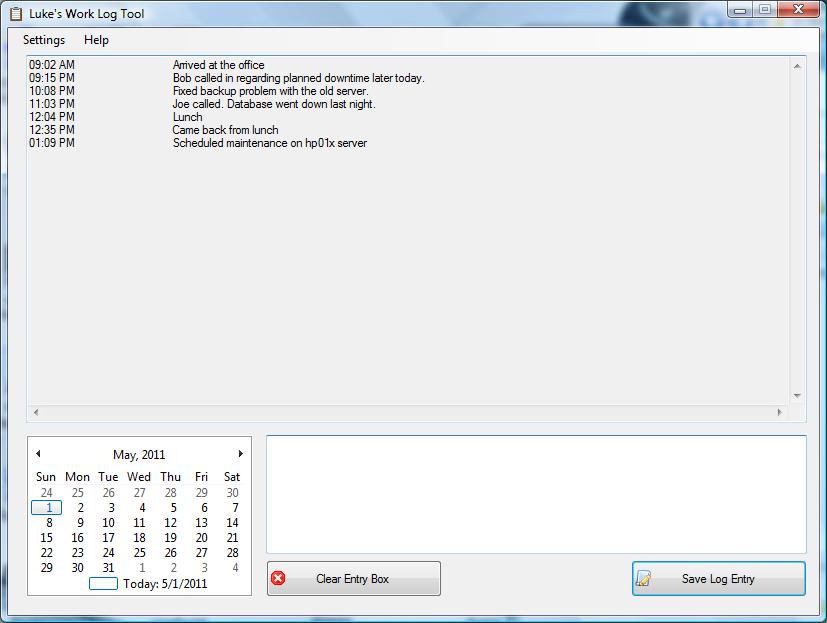 Luke's Work Log Tool
Settings Help
09:02 AM Arrived at the office
09:15 PM Bob called in regarding planned downtime later today.
10:08 PM Fixed backup problem with the old server.
11:03 PM Joe called. Database went down last night.
12:04 PM Lunch
12:35 PM Came back from lunch
01:09 PM Scheduled maintenance on hp01x server
May, 2011
Sun Mon Tue Wed Thu Fri Sat
24 25 26 27 28 29 30
1 2 3 4 5 6 7
8 9 10 11 12 13 14
15 16 17 18 19 20 21
22 23 24 25 26 27 28
29 30 31 1 2 3 4
Today: 5/1/2011
Clear Entry Box
Save Log Entry